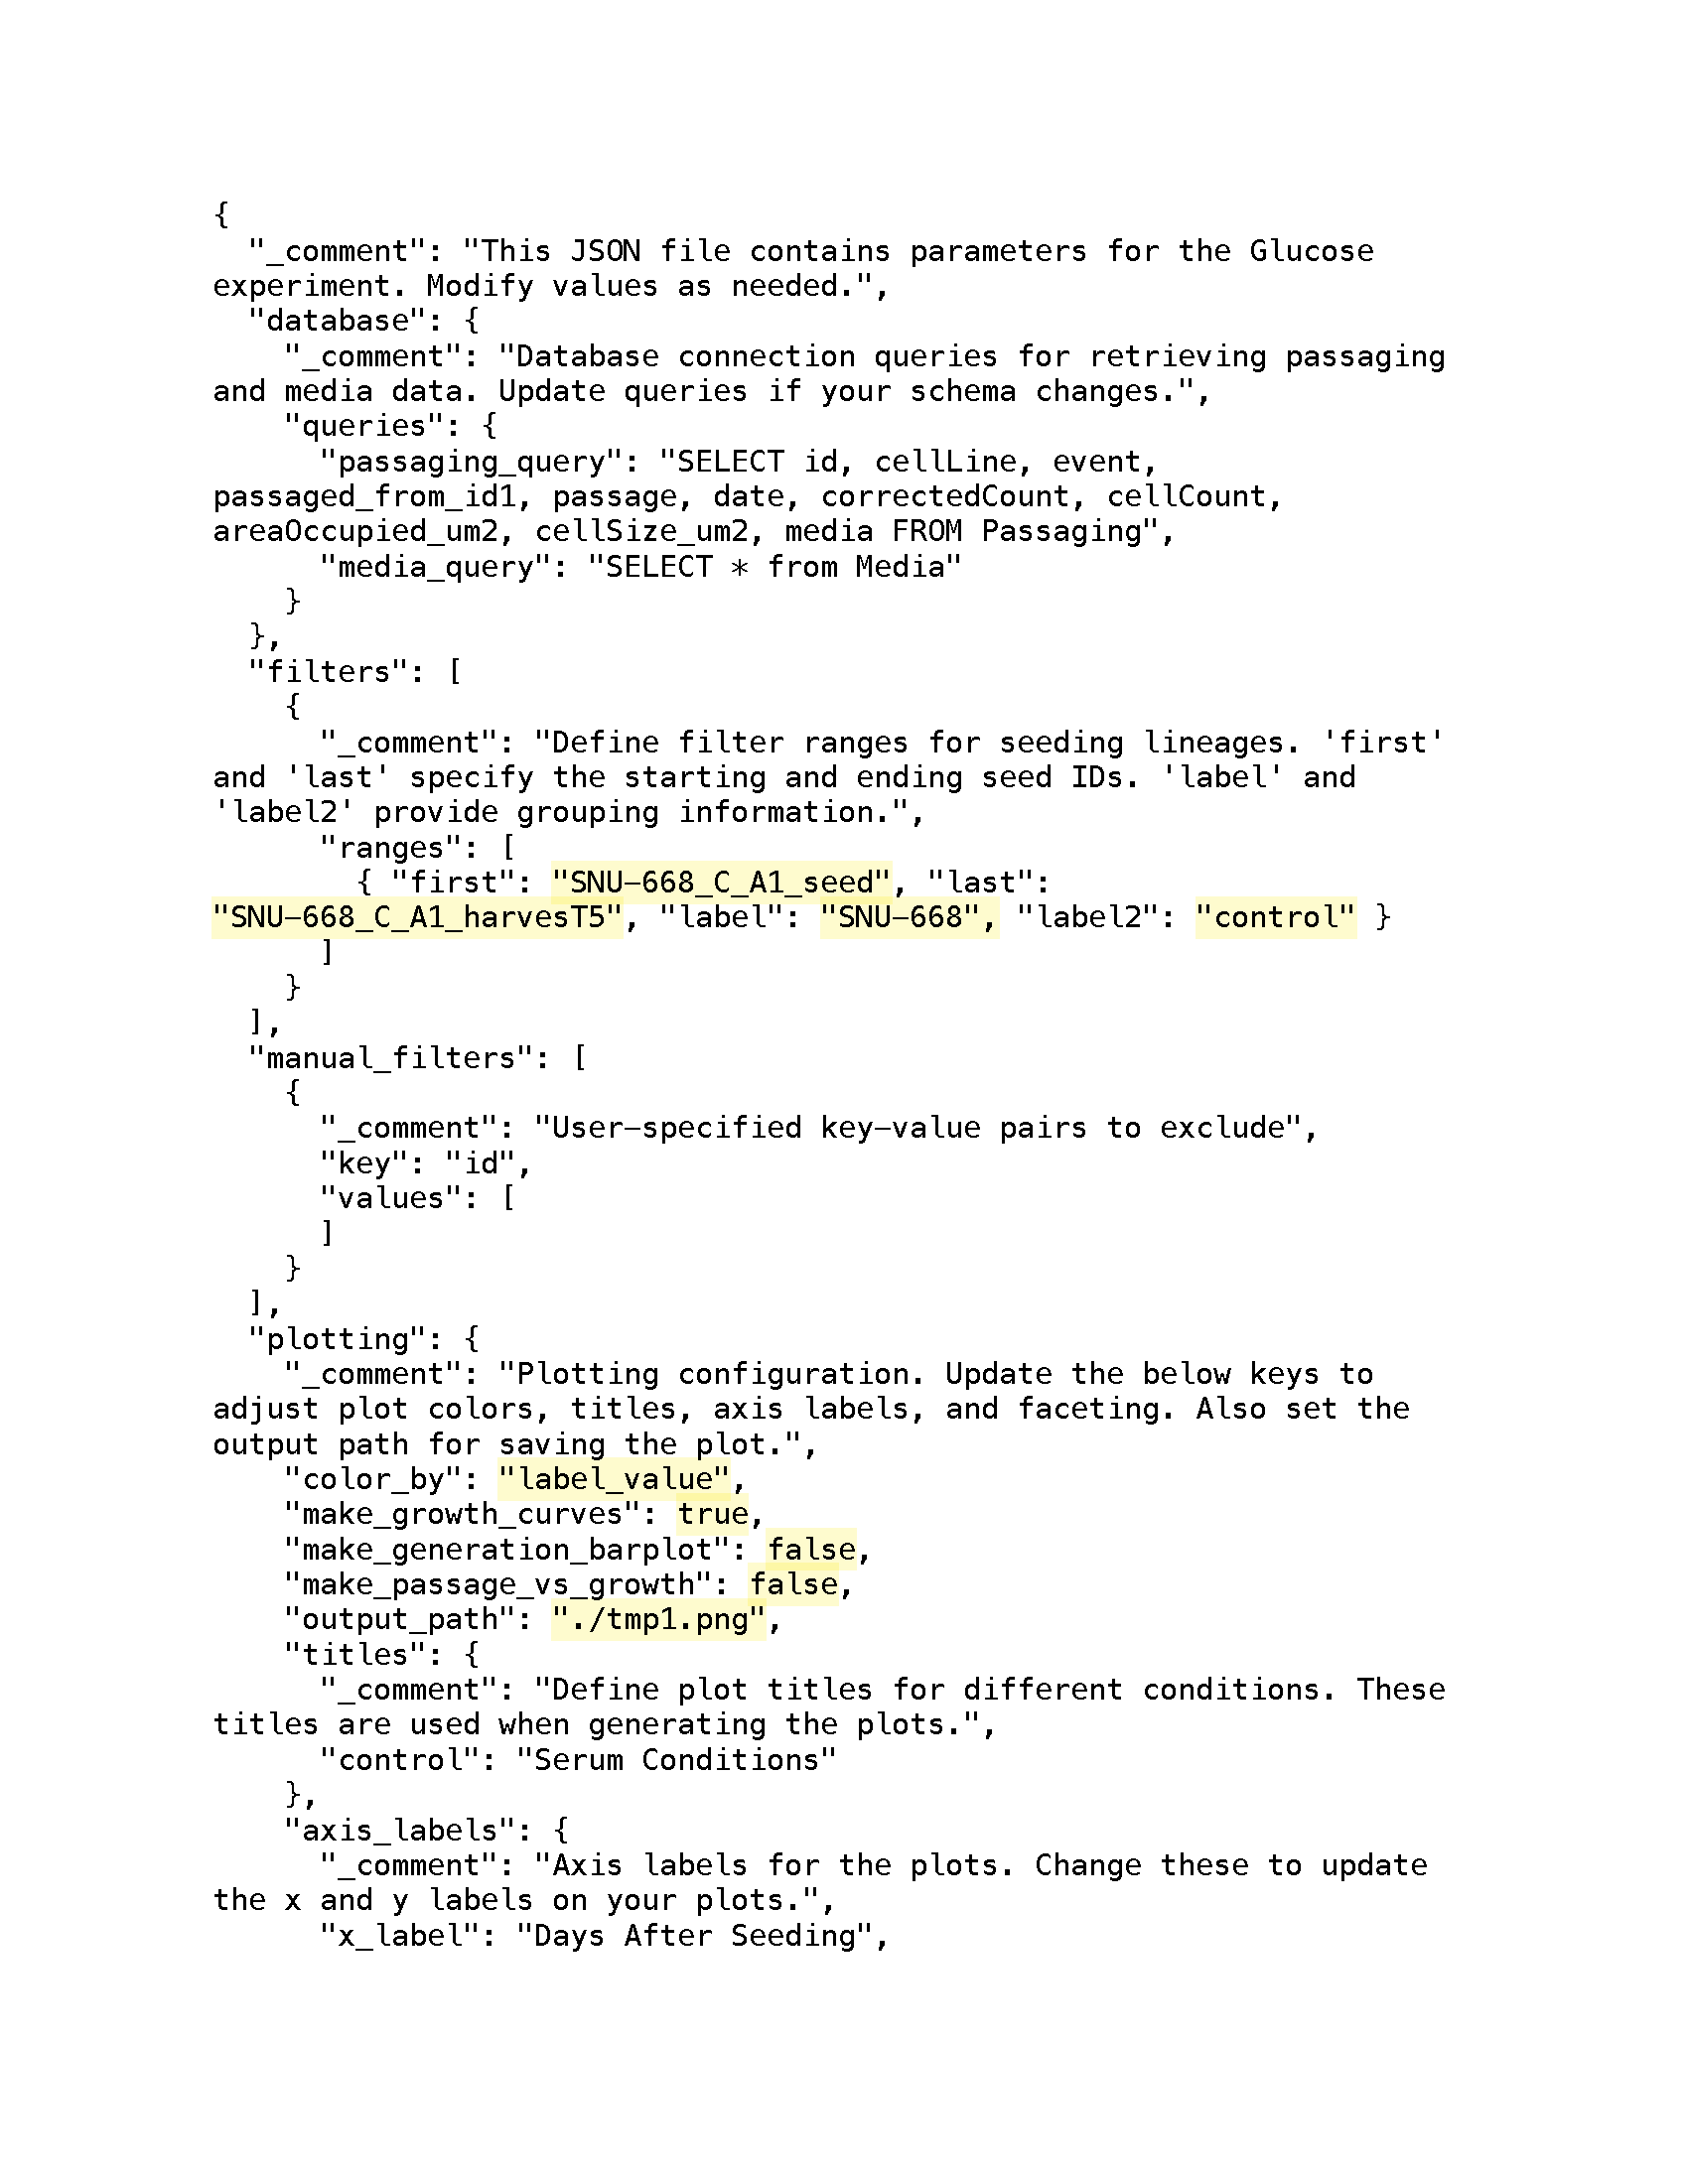 {
  "_comment": "This JSON file contains parameters for the Glucose
experiment. Modify values as needed.",
  "database": {
    "_comment": "Database connection queries for retrieving passaging
and media data. Update queries if your schema changes.",
    "queries": {
      "passaging_query": "SELECT id, cellLine, event,
passaged_from_id1, passage, date, correctedCount, cellCount,
areaOccupied_um2, cellSize_um2, media FROM Passaging",
      "media_query": "SELECT * from Media"
    }
  },
  "filters": [
    {
      "_comment": "Define filter ranges for seeding lineages. 'first'
and 'last' specify the starting and ending seed IDs. 'label' and
'label2' provide grouping information.",
      "ranges": [
        { "first": "SNU-668_C_A1_seed", "last":
"SNU-668_C_A1_harvesT5", "label": "SNU-668", "label2": "control" }
      ]
    }
  ],
  "manual_filters": [
    {
      "_comment": "User-specified key-value pairs to exclude",
      "key": "id",
      "values": [
      ]
    }
  ],
  "plotting": {
    "_comment": "Plotting configuration. Update the below keys to
adjust plot colors, titles, axis labels, and faceting. Also set the
output path for saving the plot.",
    "color_by": "label_value",
    "make_growth_curves": true,
    "make_generation_barplot": false,
    "make_passage_vs_growth": false,
    "output_path": "./tmp1.png",
    "titles": {
      "_comment": "Define plot titles for different conditions. These
titles are used when generating the plots.",
      "control": "Serum Conditions"
    },
    "axis_labels": {
      "_comment": "Axis labels for the plots. Change these to update
the x and y labels on your plots.",
      "x_label": "Days After Seeding",